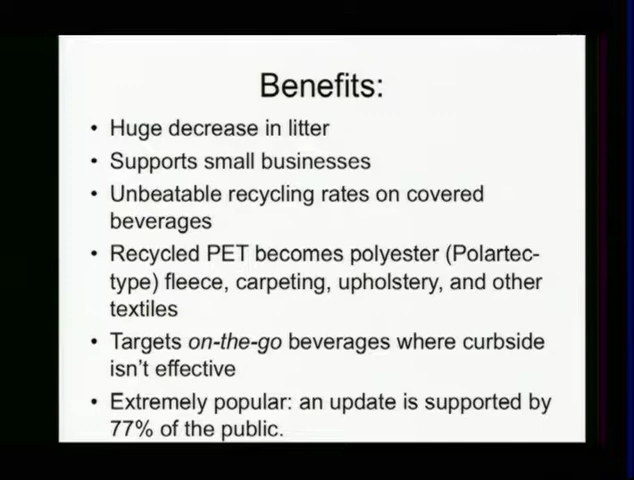 Benefits:
• Huge decrease in litter
• Supports small businesses
• Unbeatable recycling rates on covered
beverages
• Recycled PET becomes polyester (Polartec-
type) fleece, carpeting, upholstery, and other
textiles
• Targets on-the-go beverages where curbside
isn't effective
• Extremely popular: an update is supported by
77% of the public.